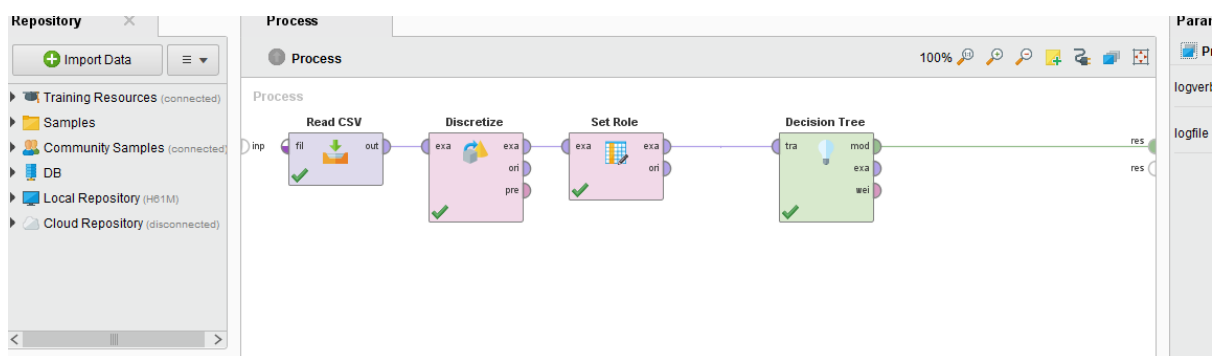 Repository
Process
Param
Import Data
Process
100%
Pr
Training Resources (connected)
Process
logverb
Samples
Read CSV
Discretize
Set Role
Decision Tree
Community Samples (connected)
inp
fil
out
exa
exa
exa
exa
tra
mod
res
DB
ori
ori
exa
res
logfile
Local Repository (H61M)
pre
wei
Cloud Repository (disconnected)